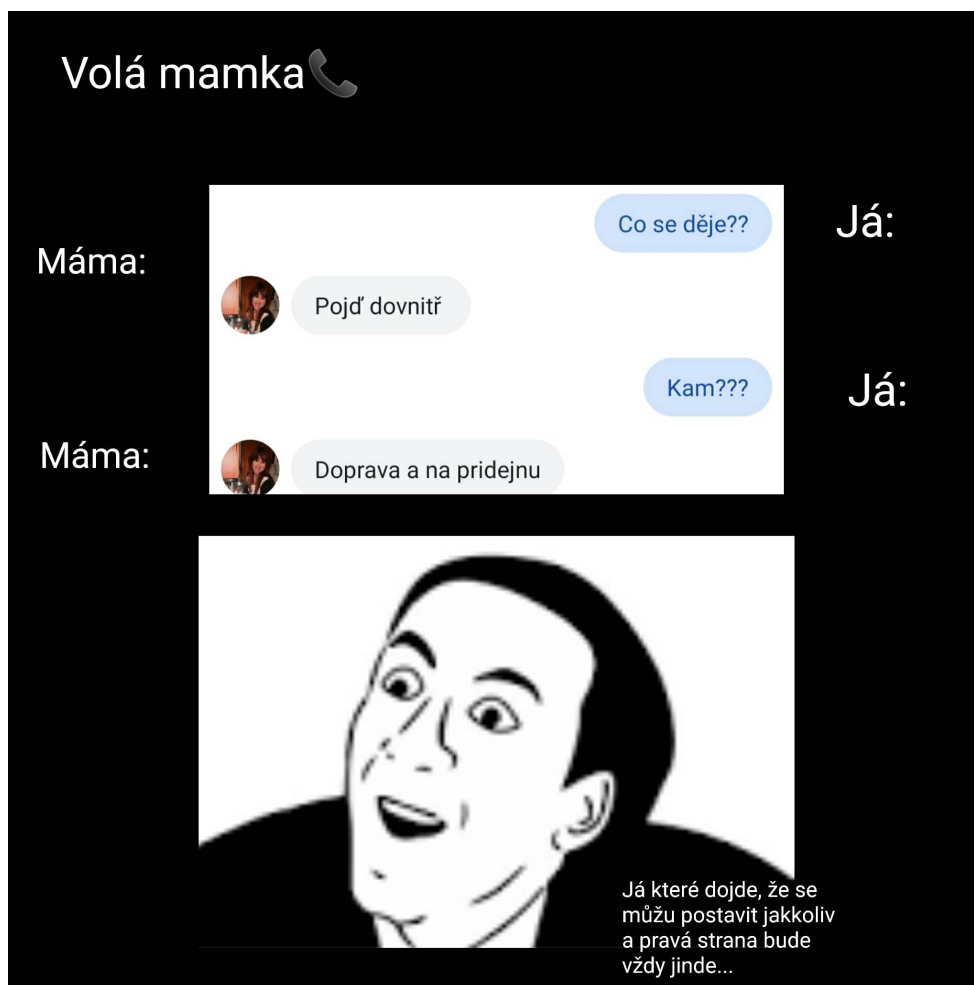 Volá mamka📞
Já:
Co se děje??
Máma:
Pojď dovnitř
Já:
Kam???
Máma:
Doprava a na pridejnu
Já které dojde, že se
můžu postavit jakkoliv
a pravá strana bude
vždy jinde...